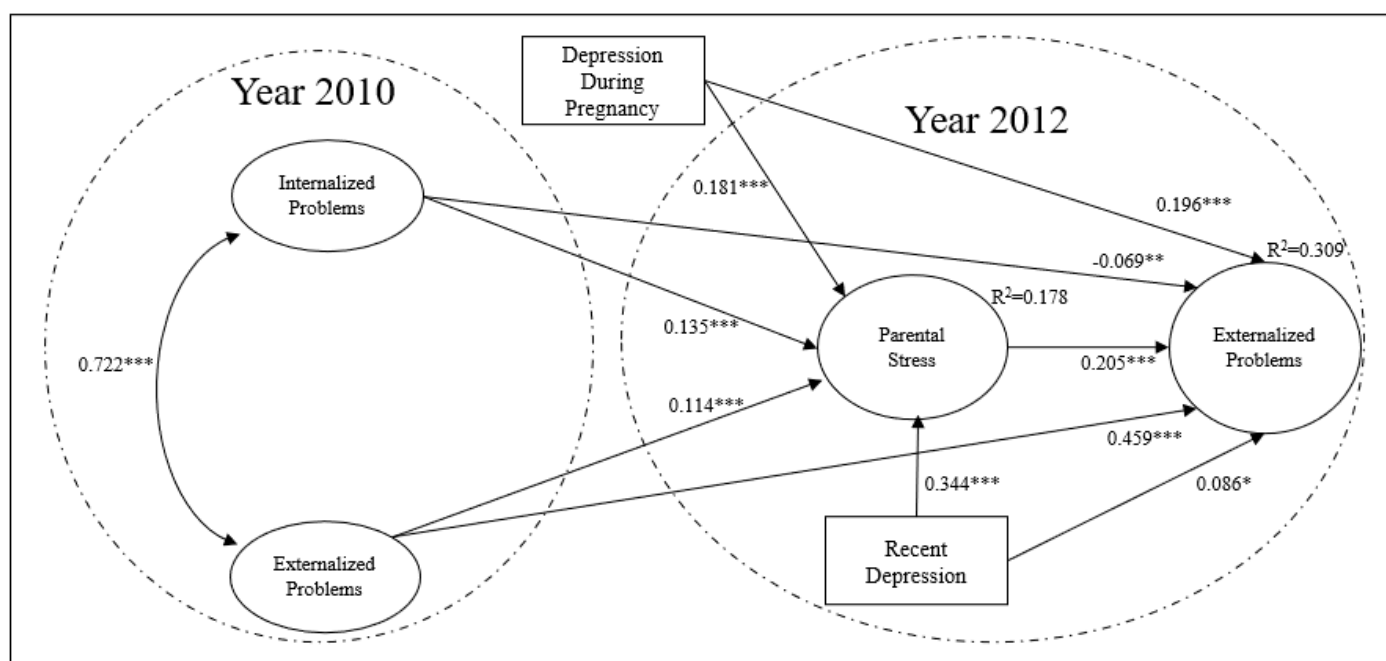 Year 2010
Internalized
Problems
0.722***
Externalized
Problems
Depression
During
Pregnancy
Year 2012
0.181***
0.196***
R²=0.309
-0.069**
R²=0.178
0.135***
Parental
Stress
0.205***
Externalized
Problems
0.114***
0.459***
0.344***
0.086*
Recent
Depression